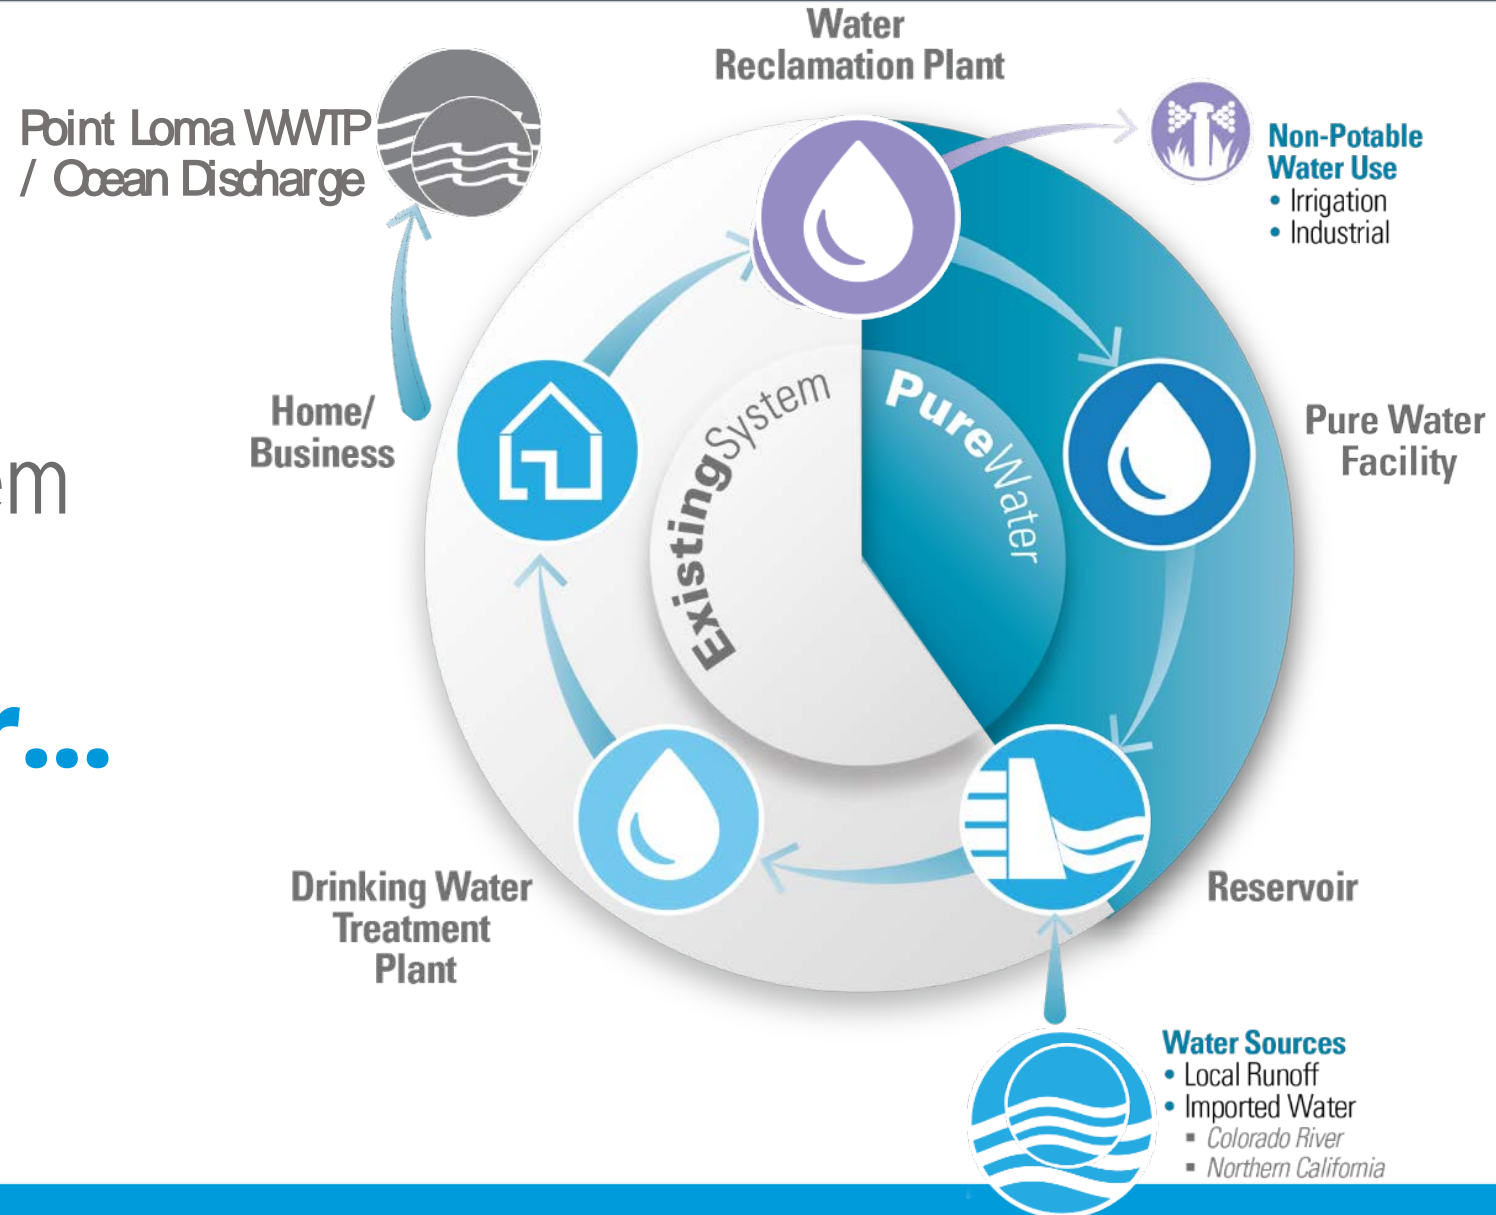 Water
Reclamation Plant
Point Loma WWTP
/ Ocean Discharge
Non-Potable
Water Use
• Irrigation
• Industrial
Home/
Business
ExistingSystem
PureWater
Pure Water
Facility
em
r...
Drinking Water
Treatment
Plant
Reservoir
Water Sources
• Local Runoff
• Imported Water
▪ Colorado River
▪ Northern California